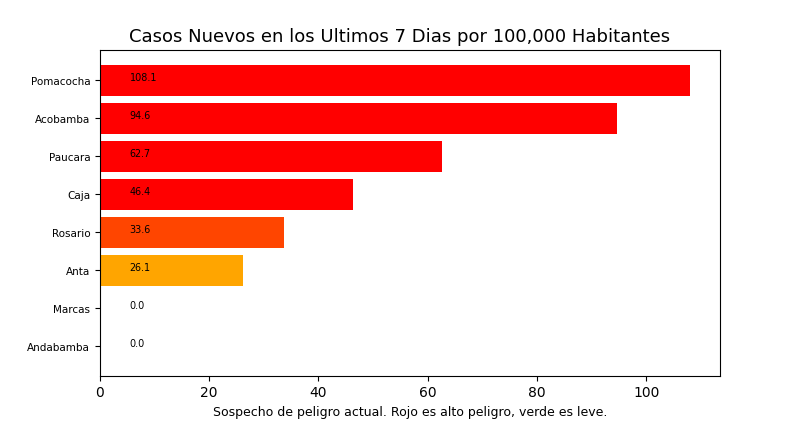 Casos Nuevos en los Ultimos 7 Dias por 100,000 Habitantes
Pomacocha 108.1
Acobamba 94.6
Paucara 62.7
Caja 46.4
Rosario 33.6
Anta 26.1
Marcas 0.0
Andabamba 0.0
0 20 40 60 80 100
Sospecho de peligro actual. Rojo es alto peligro, verde es leve.